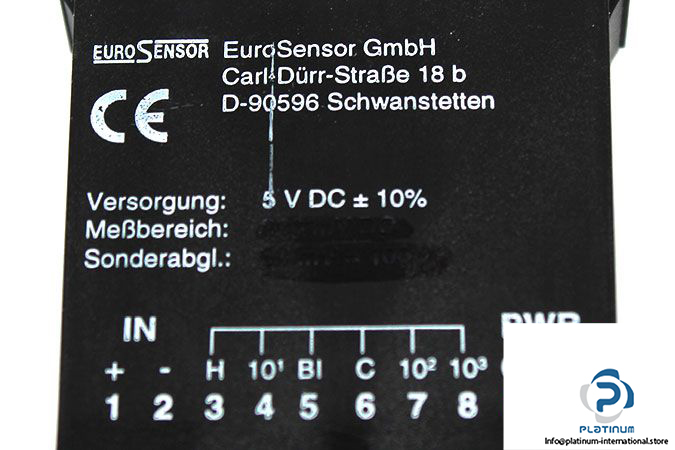 EUROSENSOR EuroSensor GmbH
Carl-Dürr-Straße 18 b
D-90596 Schwanstetten
CE
Versorgung: 5 V DC ± 10%
Meßbereich:
Sonderabgl.:
IN PWR
+ - H 10¹ BI C 10² 10³
1 2 3 4 5 6 7 8
PLATINUM
info@platinum-international.store